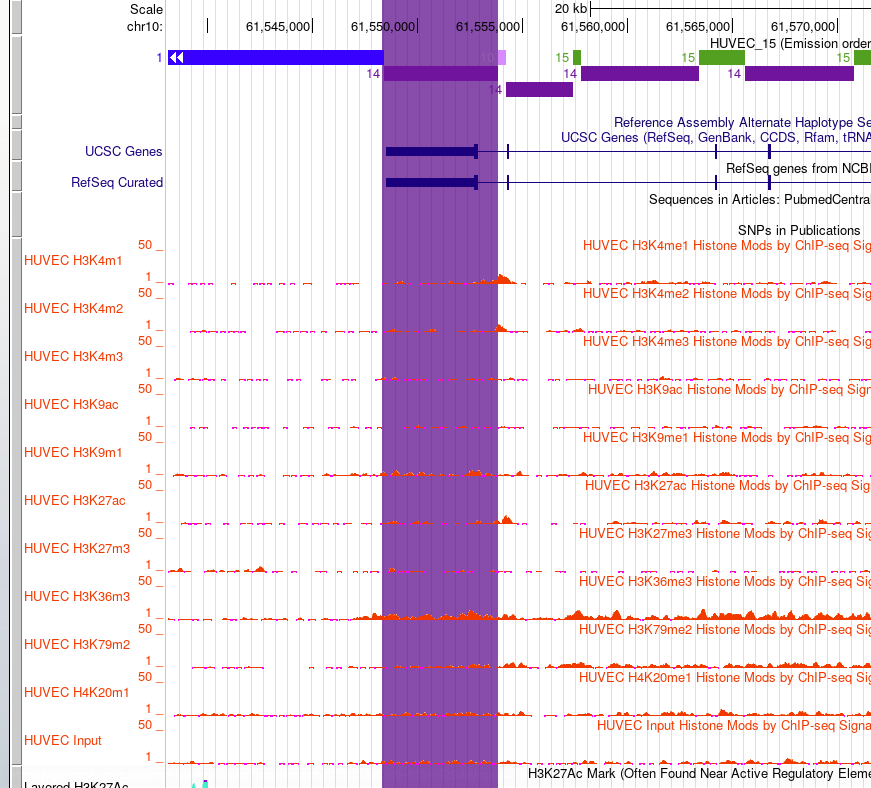 Scale 20 kb
chr10: 61,545,000 61,550,000 61,555,000 61,560,000 61,565,000 61,570,000
HUVEC_15 (Emission order
1 15 15 15
14 14 14
14
Reference Assembly Alternate Haplotype Se
UCSC Genes (RefSeq, GenBank, CCDS, Rfam, tRNA
UCSC Genes
RefSeq genes from NCBI
RefSeq Curated
Sequences in Articles: PubmedCentral
SNPs in Publications
50 HUVEC H3K4me1 Histone Mods by ChIP-seq Sig
HUVEC H3K4m1
1
50 HUVEC H3K4me2 Histone Mods by ChIP-seq Sig
HUVEC H3K4m2
1
50 HUVEC H3K4me3 Histone Mods by ChIP-seq Sig
HUVEC H3K4m3
1
50 HUVEC H3K9ac Histone Mods by ChIP-seq Sign
HUVEC H3K9ac
1
50 HUVEC H3K9me1 Histone Mods by ChIP-seq Sig
HUVEC H3K9m1
1
50 HUVEC H3K27ac Histone Mods by ChIP-seq Sig
HUVEC H3K27ac
1
50 HUVEC H3K27me3 Histone Mods by ChIP-seq Sig
HUVEC H3K27m3
1
50 HUVEC H3K36me3 Histone Mods by ChIP-seq Sig
HUVEC H3K36m3
1
50 HUVEC H3K79me2 Histone Mods by ChIP-seq Sig
HUVEC H3K79m2
1
50 HUVEC H4K20me1 Histone Mods by ChIP-seq Sig
HUVEC H4K20m1
1
50 HUVEC Input Histone Mods by ChIP-seq Signa
HUVEC Input
1
H3K27Ac Mark (Often Found Near Active Regulatory Eleme
Layered H3K27Ac